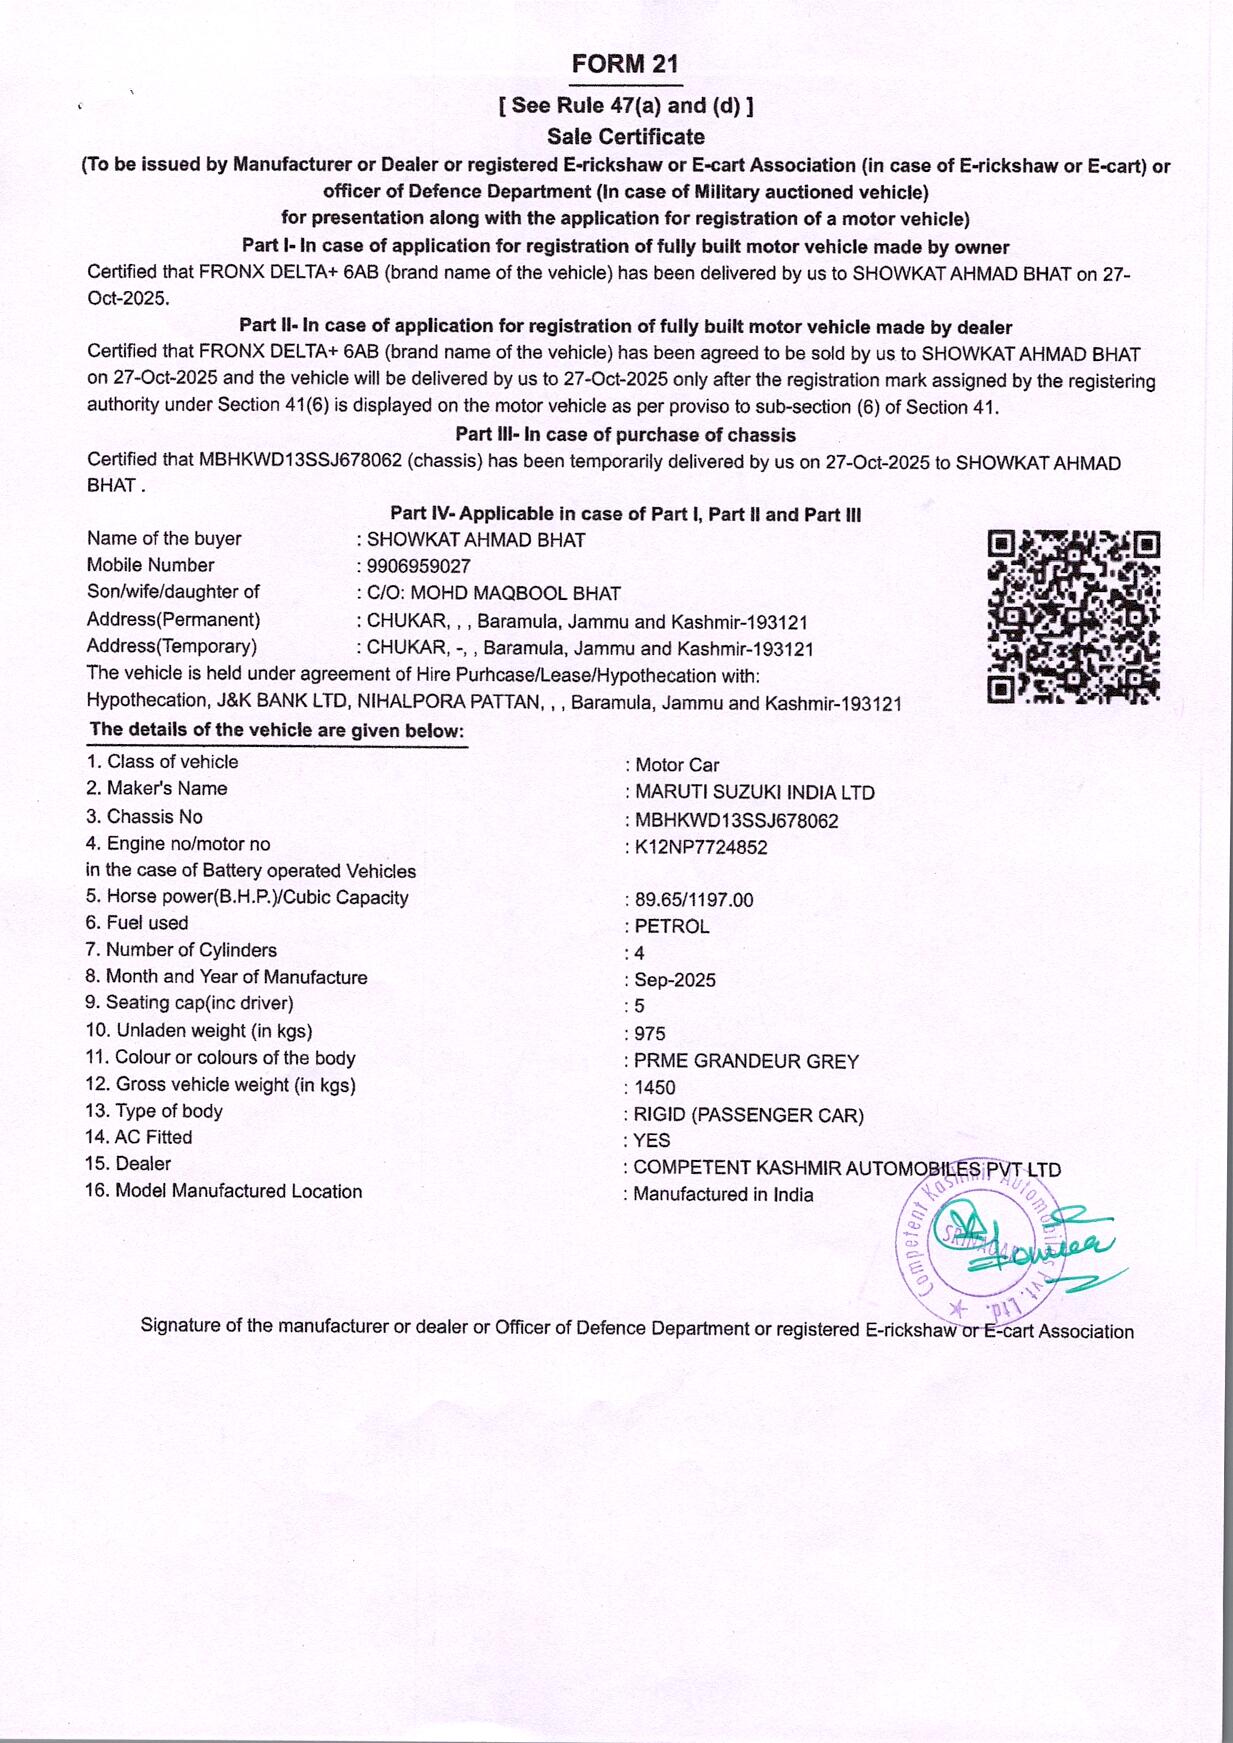 FORM 21
[ See Rule 47(a) and (d) ]
Sale Certificate
(To be issued by Manufacturer or Dealer or registered E-rickshaw or E-cart Association (in case of E-rickshaw or E-cart) or
officer of Defence Department (In case of Military auctioned vehicle)
for presentation along with the application for registration of a motor vehicle)
Part I- In case of application for registration of fully built motor vehicle made by owner
Certified that FRONX DELTA+ 6AB (brand name of the vehicle) has been delivered by us to SHOWKAT AHMAD BHAT on 27-
Oct-2025.
Part II- In case of application for registration of fully built motor vehicle made by dealer
Certified that FRONX DELTA+ 6AB (brand name of the vehicle) has been agreed to be sold by us to SHOWKAT AHMAD BHAT
on 27-Oct-2025 and the vehicle will be delivered by us to 27-Oct-2025 only after the registration mark assigned by the registering
authority under Section 41(6) is displayed on the motor vehicle as per proviso to sub-section (6) of Section 41.
Part III- In case of purchase of chassis
Certified that MBHKWD13SSJ678062 (chassis) has been temporarily delivered by us on 27-Oct-2025 to SHOWKAT AHMAD
BHAT .
Part IV- Applicable in case of Part I, Part II and Part III
Name of the buyer : SHOWKAT AHMAD BHAT
Mobile Number : 9906959027
Son/wife/daughter of : C/O: MOHD MAQBOOL BHAT
Address(Permanent) : CHUKAR, , , Baramula, Jammu and Kashmir-193121
Address(Temporary) : CHUKAR, -, , Baramula, Jammu and Kashmir-193121
The vehicle is held under agreement of Hire Purhcase/Lease/Hypothecation with:
Hypothecation, J&K BANK LTD, NIHALPORA PATTAN, , , Baramula, Jammu and Kashmir-193121
The details of the vehicle are given below:
1. Class of vehicle : Motor Car
2. Maker's Name : MARUTI SUZUKI INDIA LTD
3. Chassis No : MBHKWD13SSJ678062
4. Engine no/motor no : K12NP7724852
in the case of Battery operated Vehicles
5. Horse power(B.H.P.)/Cubic Capacity : 89.65/1197.00
6. Fuel used : PETROL
7. Number of Cylinders : 4
8. Month and Year of Manufacture : Sep-2025
9. Seating cap(inc driver) : 5
10. Unladen weight (in kgs) : 975
11. Colour or colours of the body : PRME GRANDEUR GREY
12. Gross vehicle weight (in kgs) : 1450
13. Type of body : RIGID (PASSENGER CAR)
14. AC Fitted : YES
15. Dealer : COMPETENT KASHMIR AUTOMOBILES PVT LTD
16. Model Manufactured Location : Manufactured in India
Competent Kashmir Automobiles Pvt. Ltd.
SRINAGAR
Signature of the manufacturer or dealer or Officer of Defence Department or registered E-rickshaw or E-cart Association